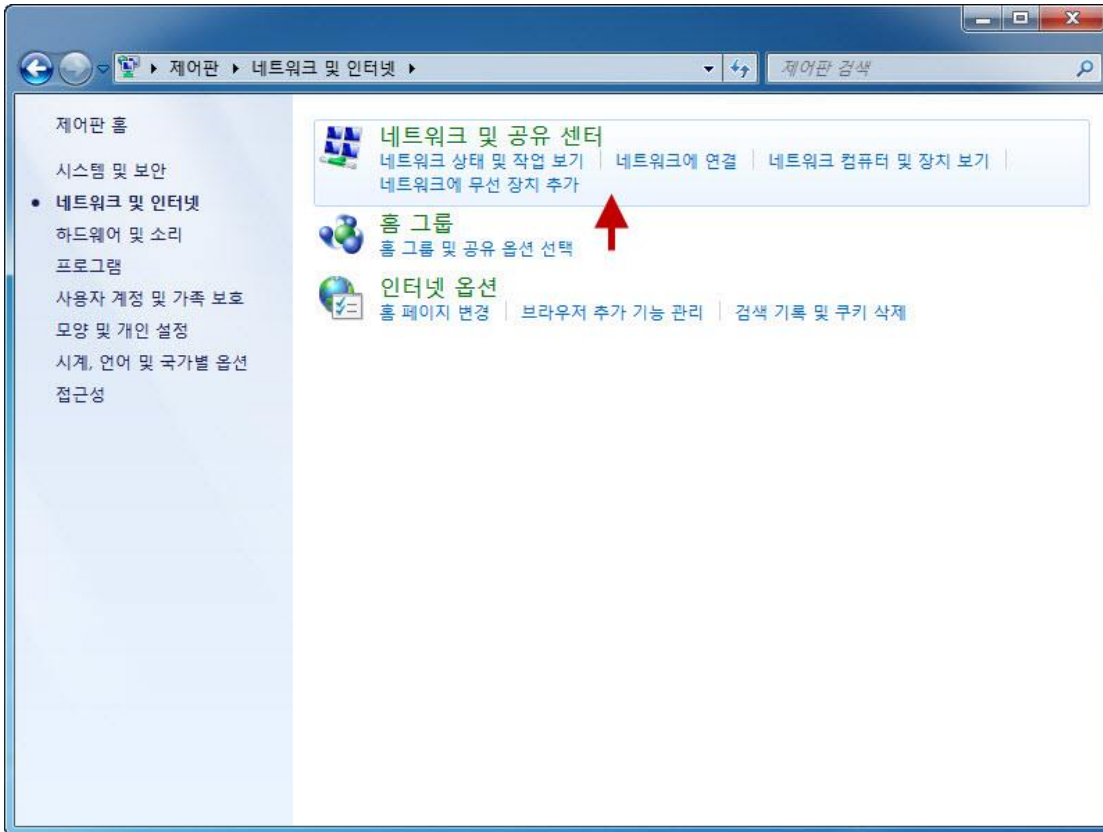 제어판 ▸ 네트워크 및 인터넷 ▸
제어판 검색
제어판 홈
시스템 및 보안
네트워크 및 인터넷
하드웨어 및 소리
프로그램
사용자 계정 및 가족 보호
모양 및 개인 설정
시계, 언어 및 국가별 옵션
접근성
네트워크 및 공유 센터
네트워크 상태 및 작업 보기 | 네트워크에 연결 | 네트워크 컴퓨터 및 장치 보기 |
네트워크에 무선 장치 추가
홈 그룹
홈 그룹 및 공유 옵션 선택
인터넷 옵션
홈 페이지 변경 | 브라우저 추가 기능 관리 | 검색 기록 및 쿠키 삭제